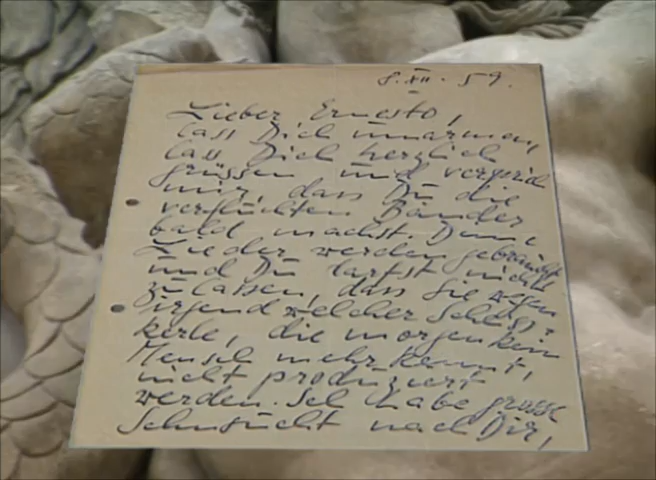 8.XII.59.
Lieber Ernesto,
lass Dich umarmen,
lass Dich herzlich
grüssen und versprich
mir, dass Du die
verfluchten Bänder
bald machst. Deine
Lieder werden gebraucht
und Du darfst nicht
zulassen, dass sie wegen
irgendwelcher Scheiss-
kerle, die morgen kein
Mensch mehr kennt,
nicht produziert
werden. Ich habe grosse
Sehnsucht nach Dir,